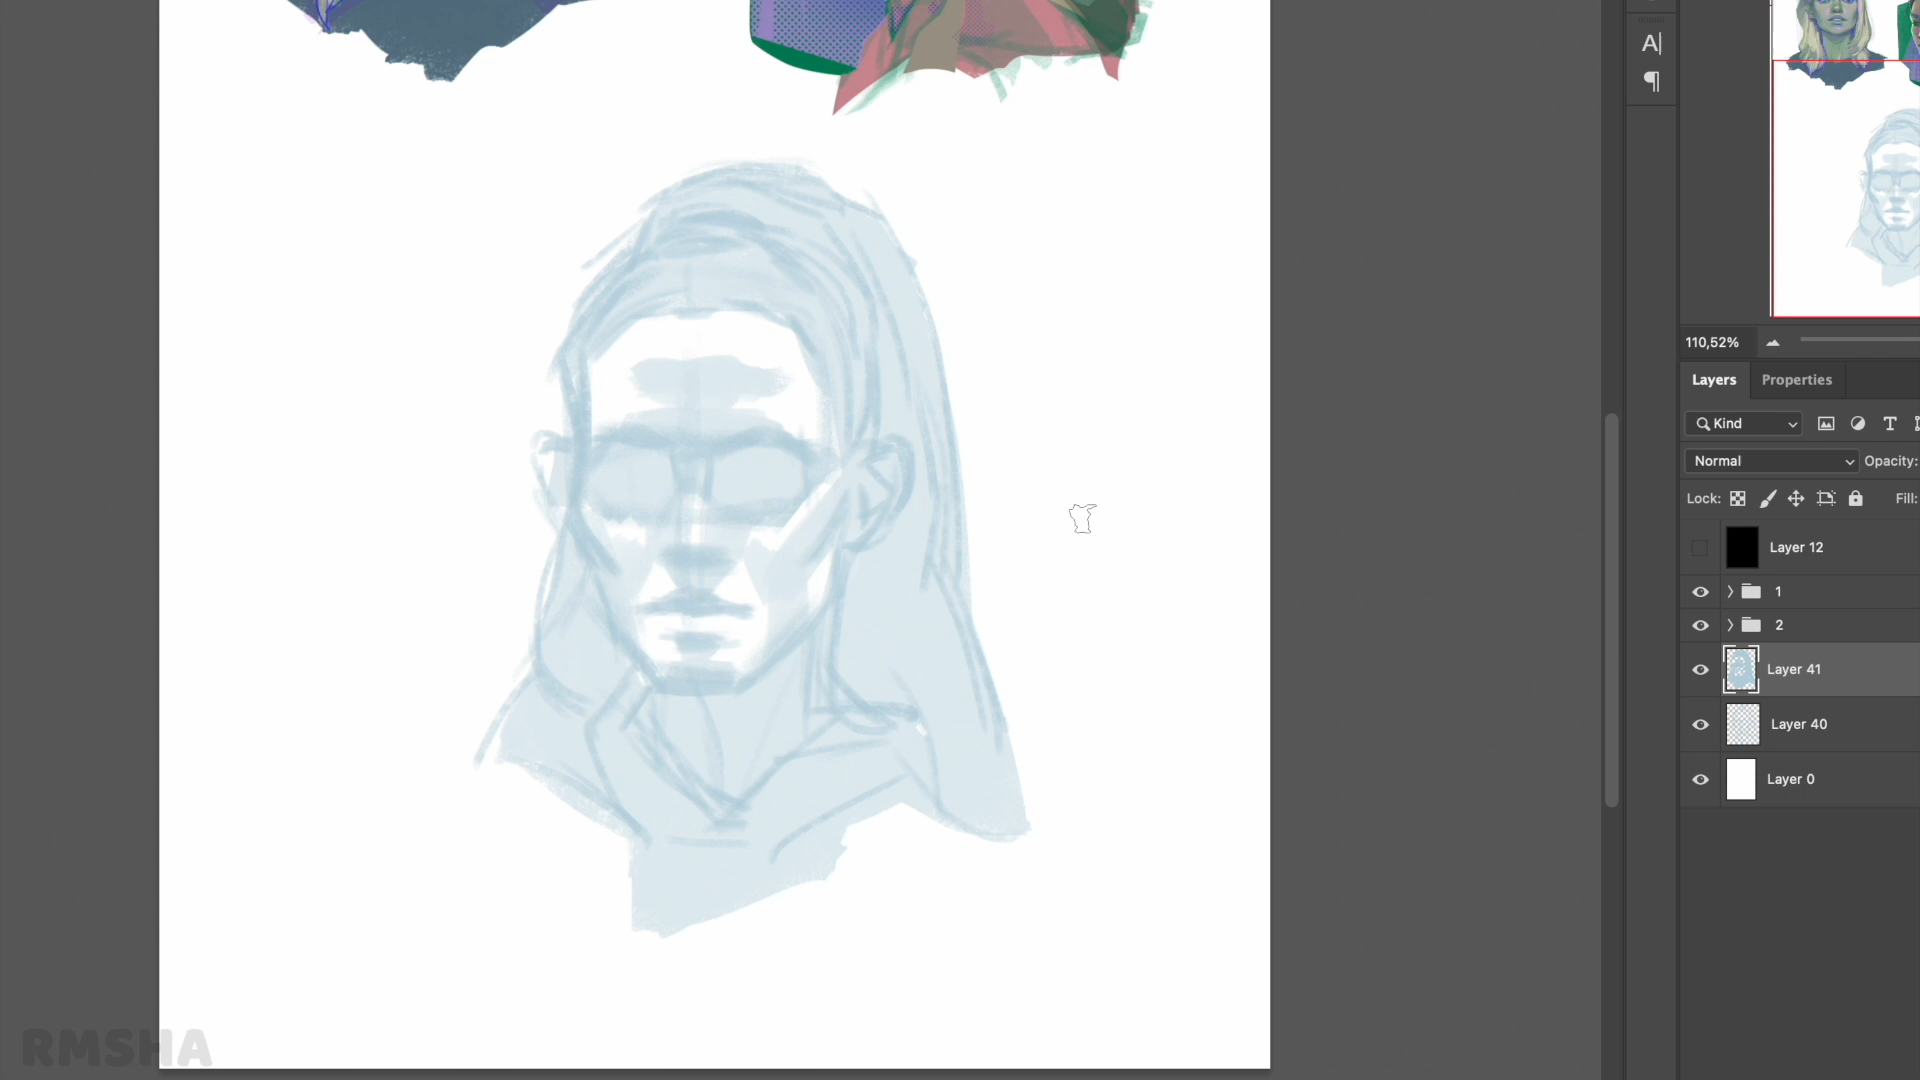 A|
¶
110,52%
Layers Properties
Kind T
Normal Opacity:
Lock: Fill:
Layer 12
1
2
Layer 41
Layer 40
Layer 0
RMSHA